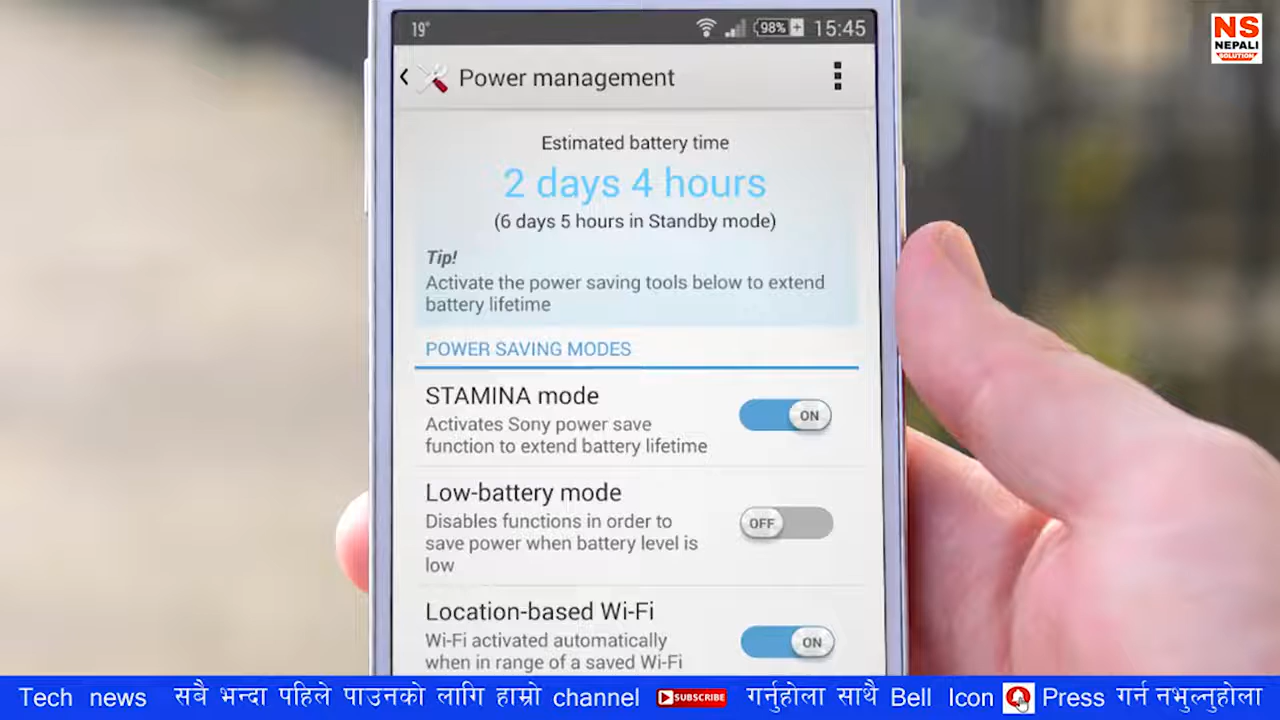 19°
98%
15:45
NS
NEPALI
SOLUTION
Power management
Estimated battery time
2 days 4 hours
(6 days 5 hours in Standby mode)
Tip!
Activate the power saving tools below to extend
battery lifetime
POWER SAVING MODES
STAMINA mode
ON
Activates Sony power save
function to extend battery lifetime
Low-battery mode
OFF
Disables functions in order to
save power when battery level is
low
Location-based Wi-Fi
ON
Wi-Fi activated automatically
when in range of a saved Wi-Fi
Tech news सबै भन्दा पहिले पाउनको लागि हाम्रो channel SUBSCRIBE गर्नुहोला साथै Bell Icon Press गर्न नभुल्नुहोला